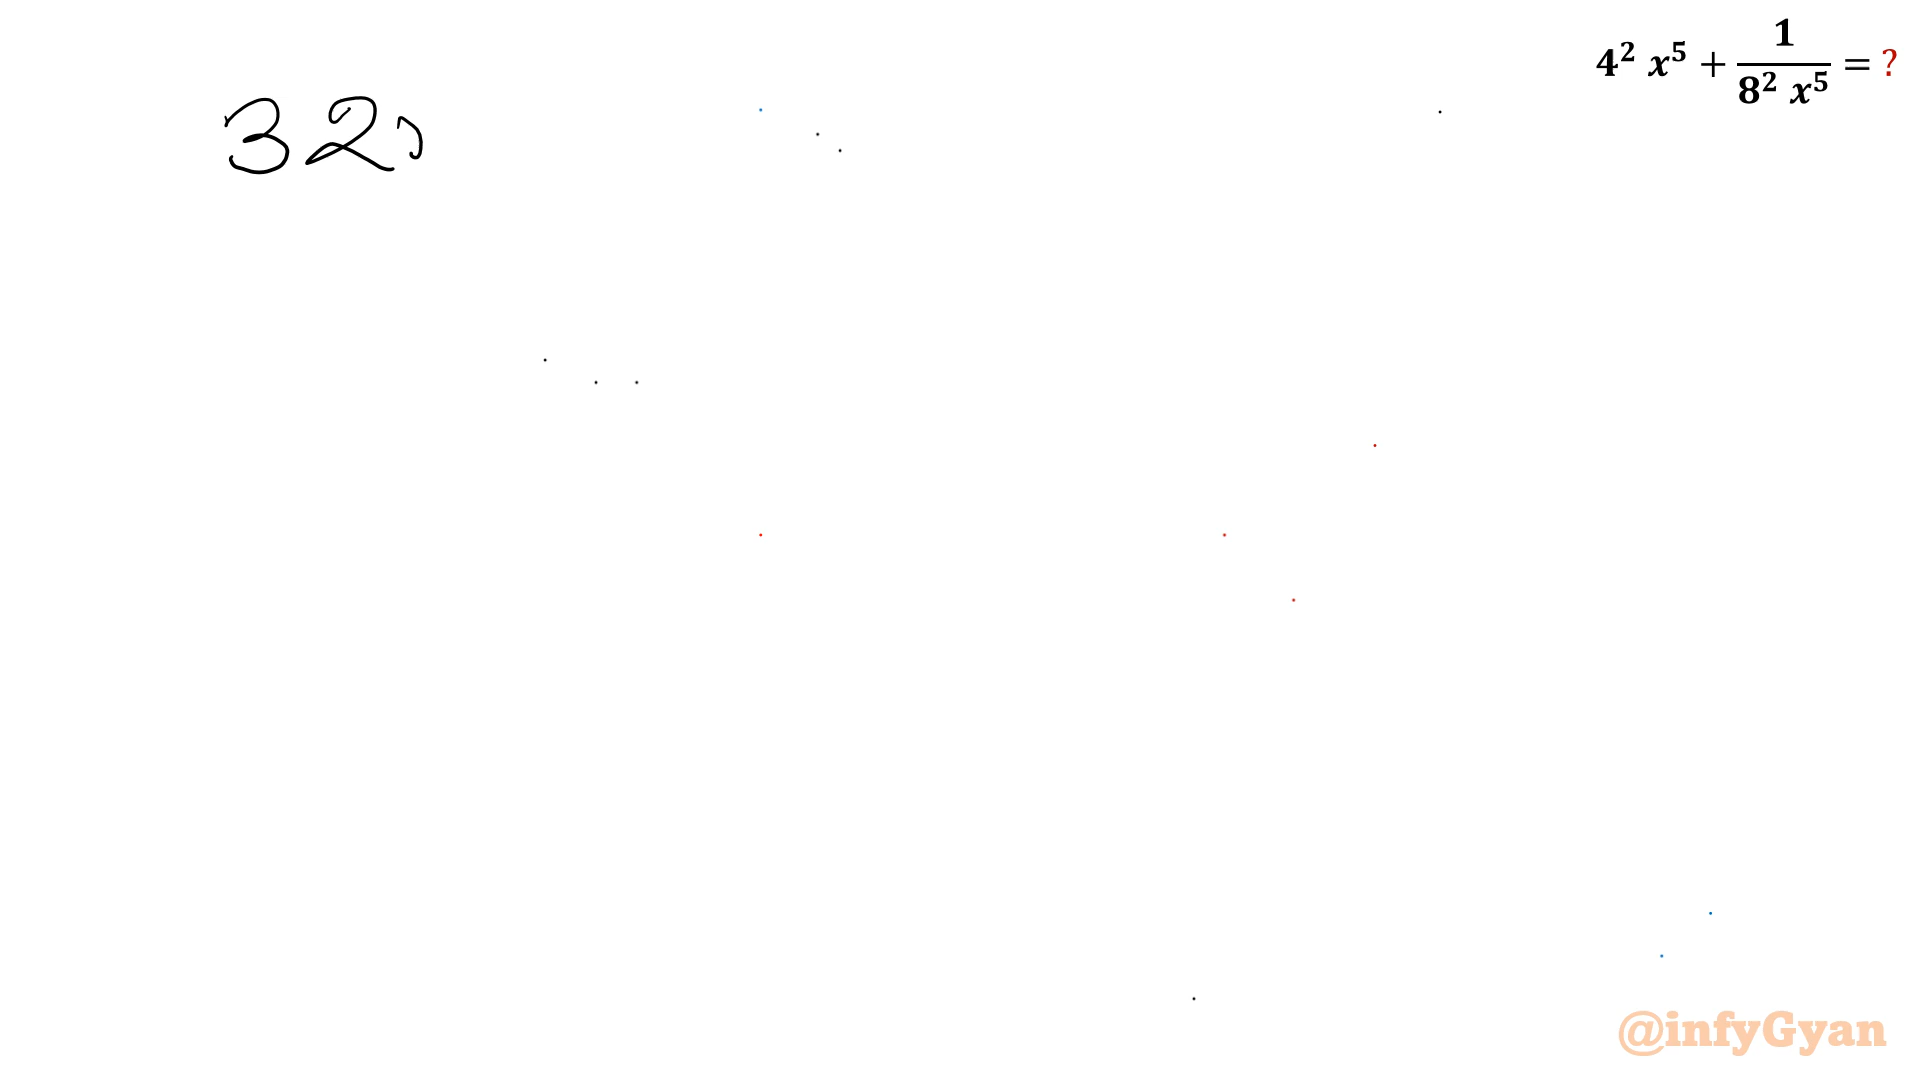 4² x⁵ + 1/(8² x⁵) = ?
32
@infyGyan